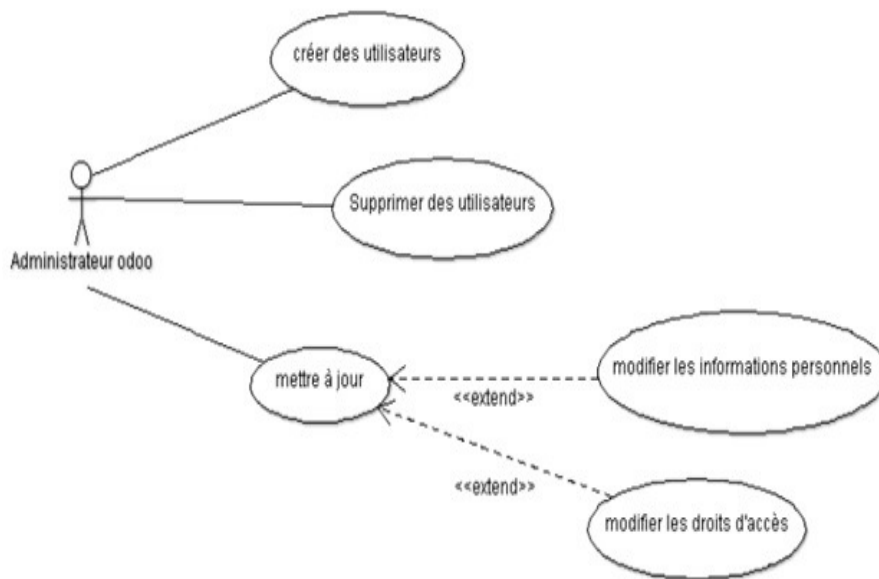 créer des utilisateurs
Supprimer des utilisateurs
Administrateur odoo
modifier les informations personnels
mettre à jour
<<extend>>
<<extend>>
modifier les droits d'accès